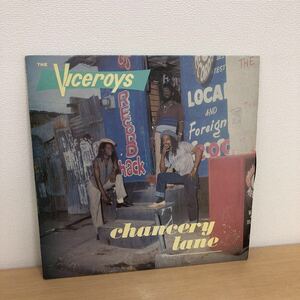 THE
Viceroys
THE
LOCAL
AND
Foreign
RECORD
Shack
chancery
lane